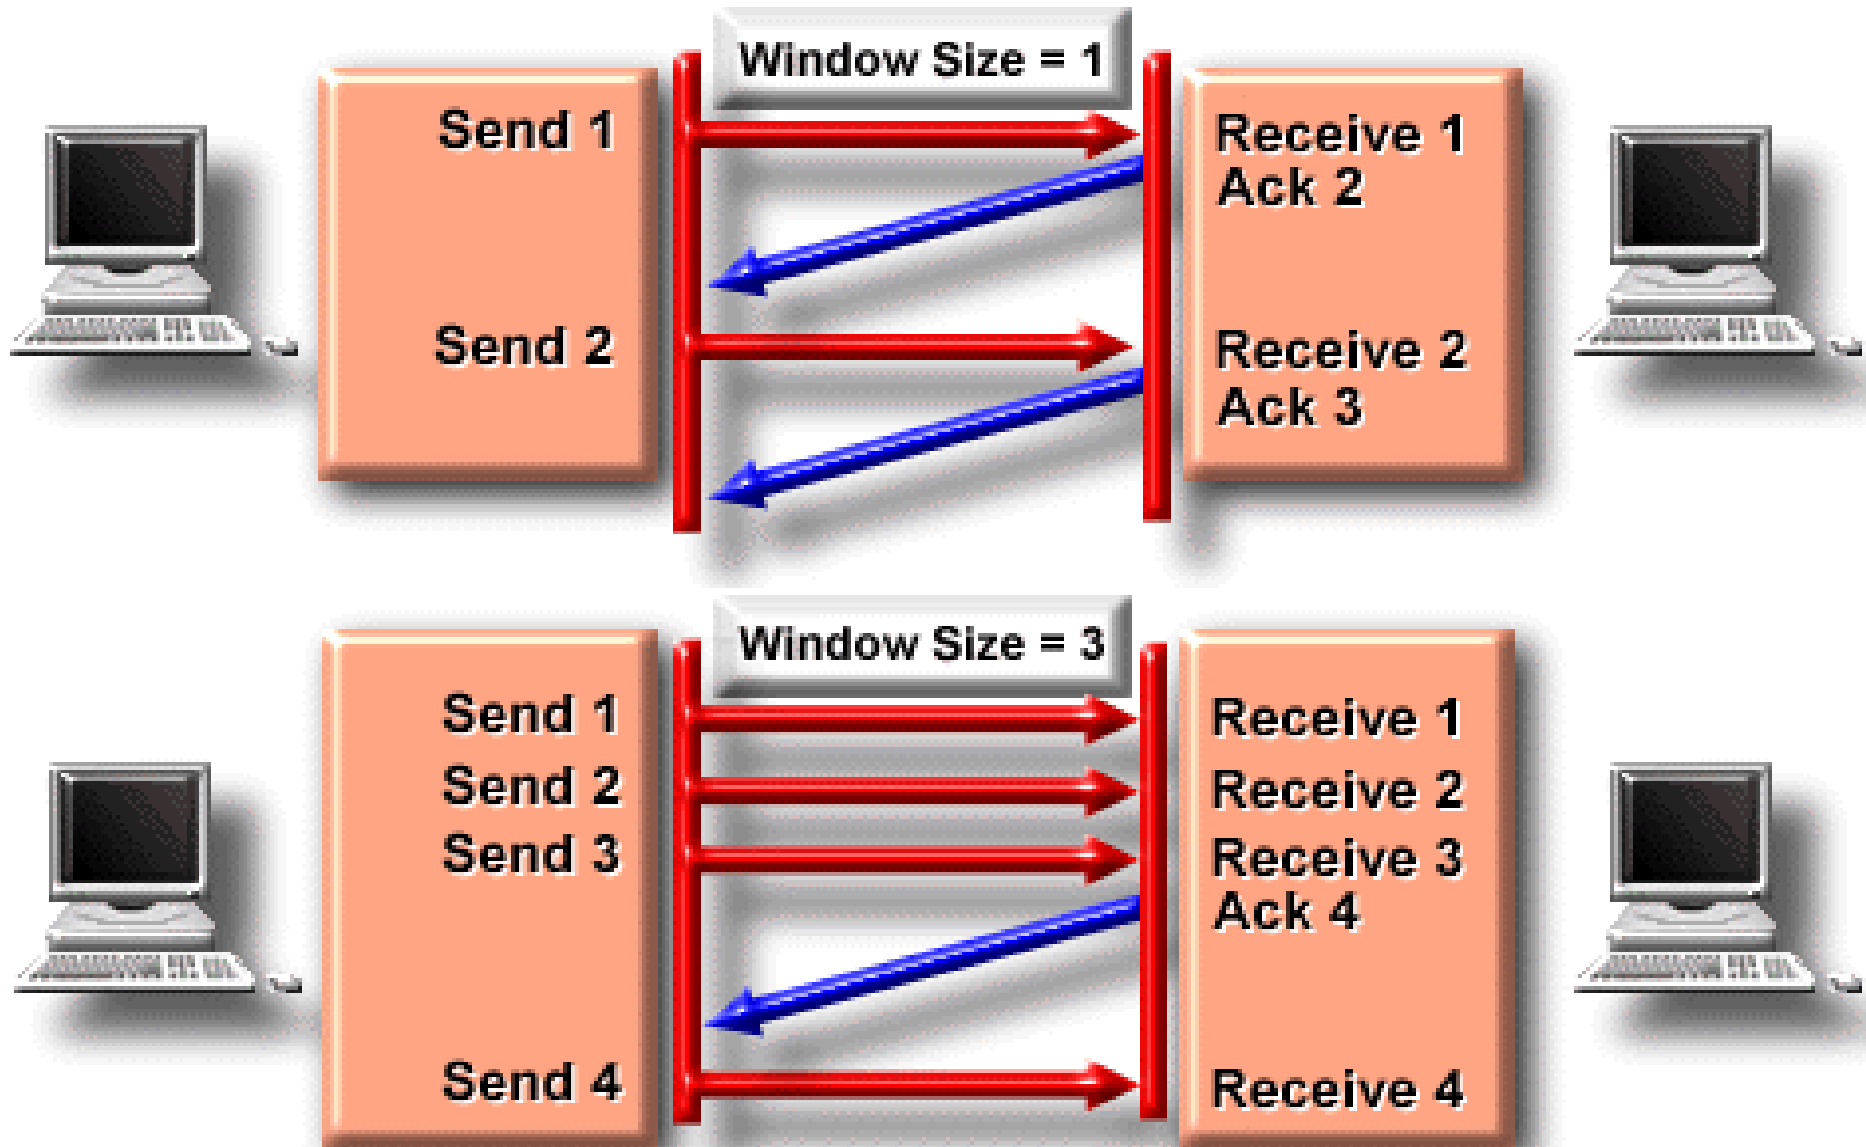 Window Size = 1
Send 1
Receive 1
Ack 2
Send 2
Receive 2
Ack 3
Window Size = 3
Send 1
Receive 1
Send 2
Receive 2
Send 3
Receive 3
Ack 4
Send 4
Receive 4